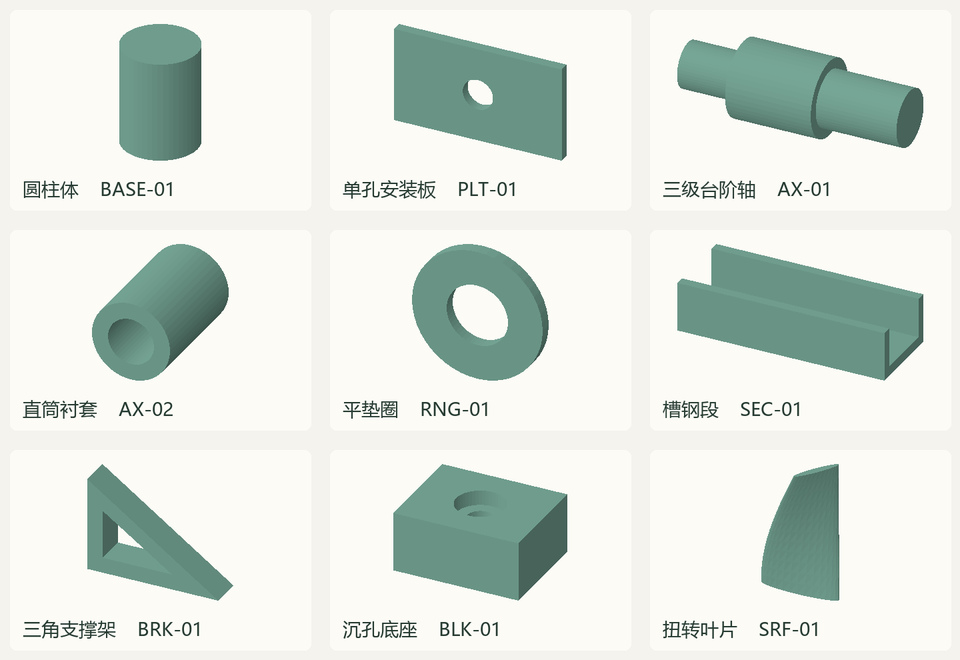 圆柱体 BASE-01
单孔安装板 PLT-01
三级台阶轴 AX-01
直筒衬套 AX-02
平垫圈 RNG-01
槽钢段 SEC-01
三角支撑架 BRK-01
沉孔底座 BLK-01
扭转叶片 SRF-01